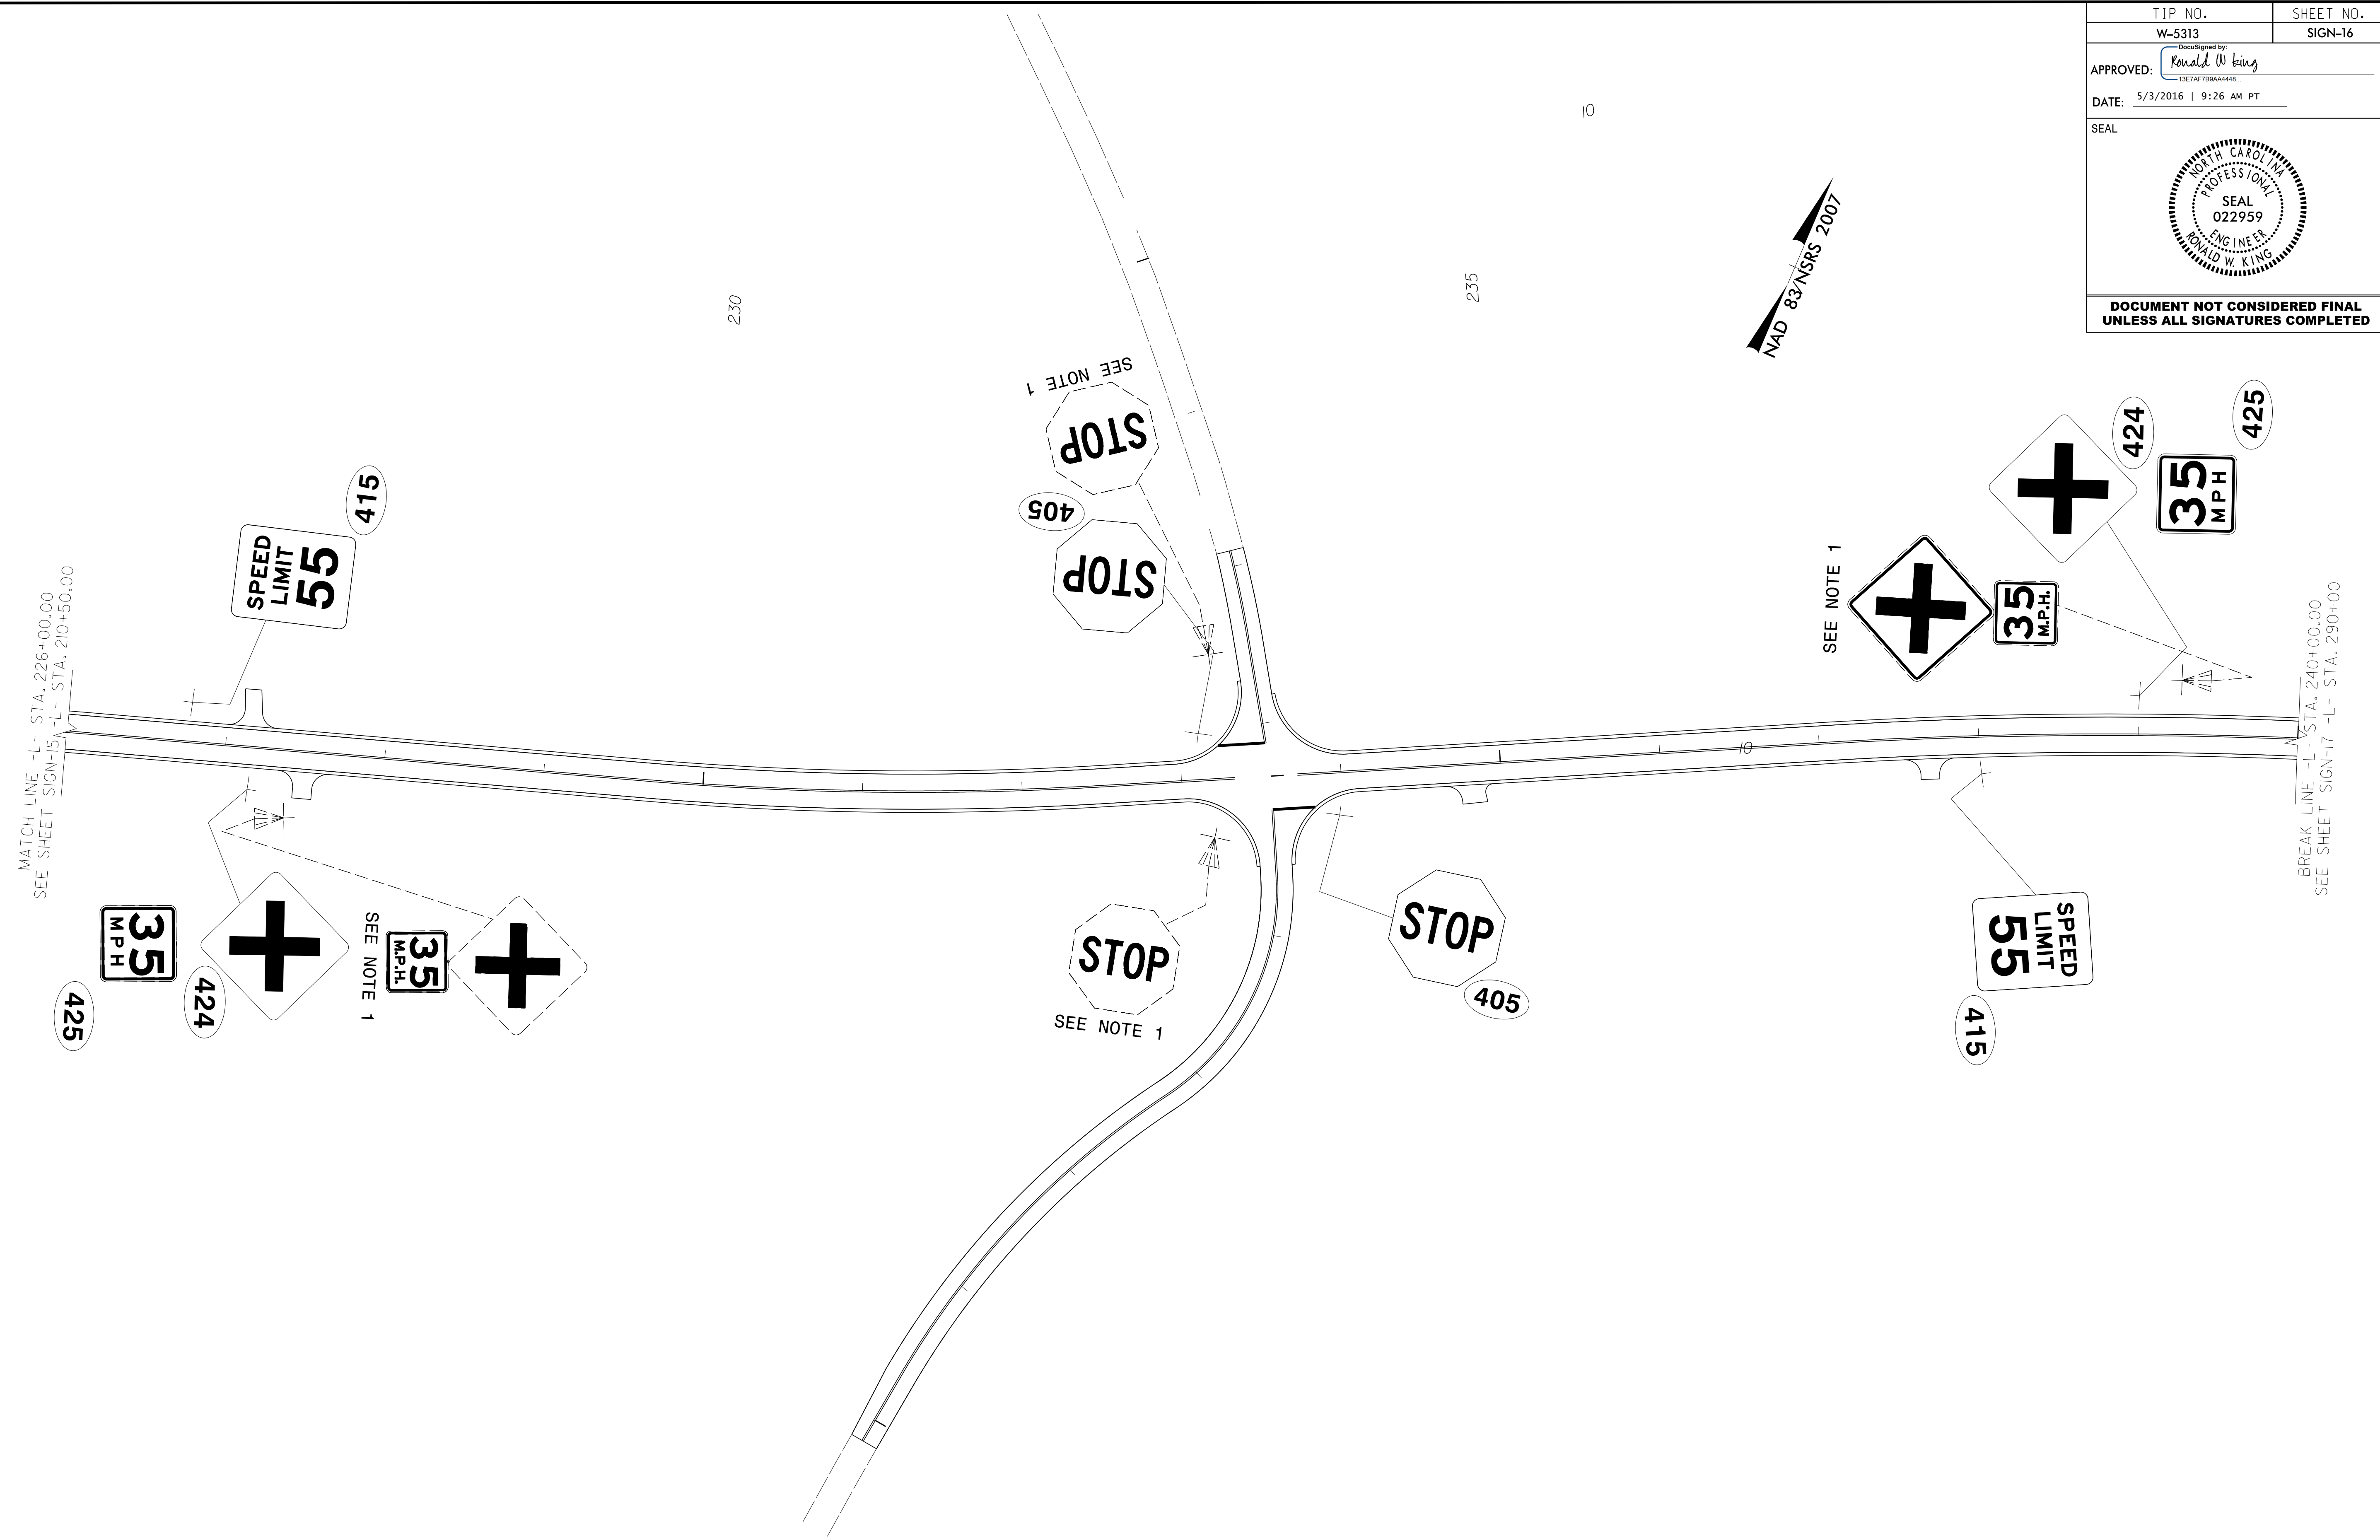 TIP NO.
SHEET NO.
W-5313
SIGN-16
APPROVED:
DocuSigned by:
Ronald W King
13E7AF7B9AA4448...
DATE:
5/3/2016 | 9:26 AM PT
SEAL
NORTH CAROLINA
PROFESSIONAL
SEAL
022959
ENGINEER
RONALD W. KING
DOCUMENT NOT CONSIDERED FINAL
UNLESS ALL SIGNATURES COMPLETED
10
NAD 83/NSRS 2007
230
235
SEE NOTE 1
STOP
405
STOP
415
SPEED
LIMIT
55
424
425
35
MPH
SEE NOTE 1
35
M.P.H.
MATCH LINE -L- STA. 226+00.00
SEE SHEET SIGN-15 -L- STA. 210+50.00
BREAK LINE -L- STA. 240+00.00
SEE SHEET SIGN-17 -L- STA. 290+00
10
35
MPH
425
424
SEE NOTE 1
35
M.P.H.
STOP
SEE NOTE 1
STOP
405
SPEED
LIMIT
55
415